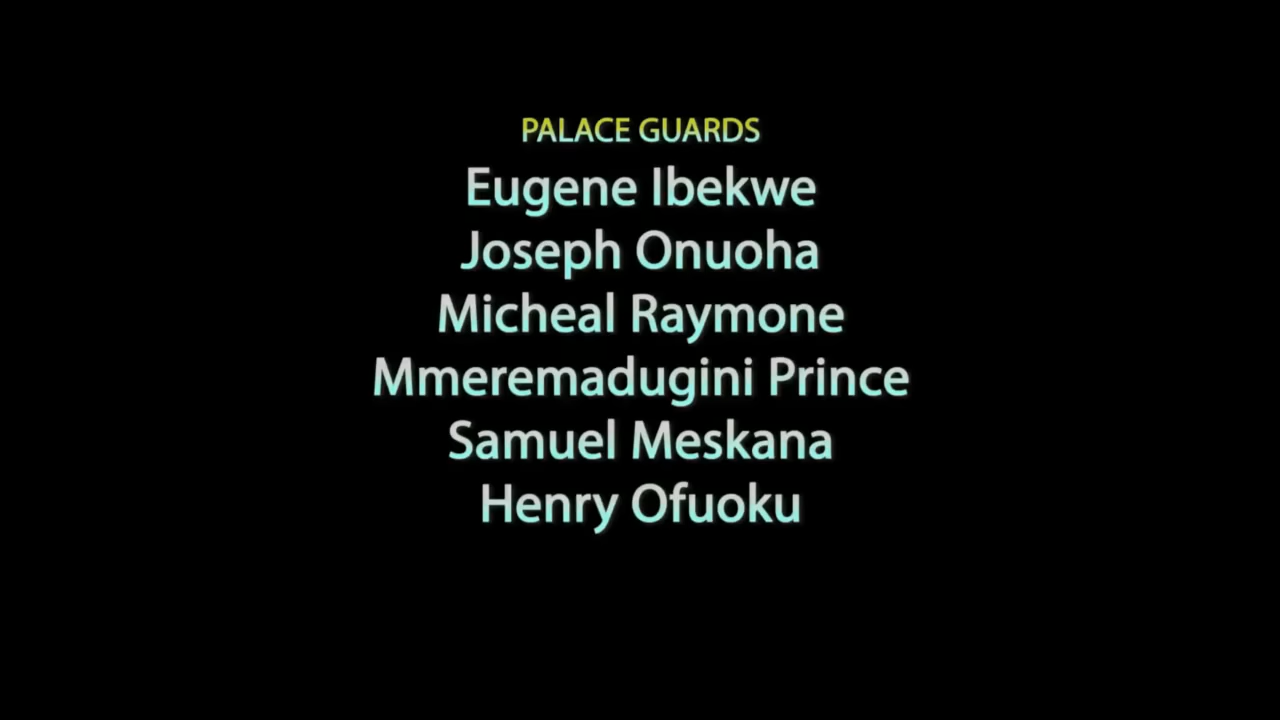 PALACE GUARDS
Eugene Ibekwe
Joseph Onuoha
Micheal Raymone
Mmeremadugini Prince
Samuel Meskana
Henry Ofuoku